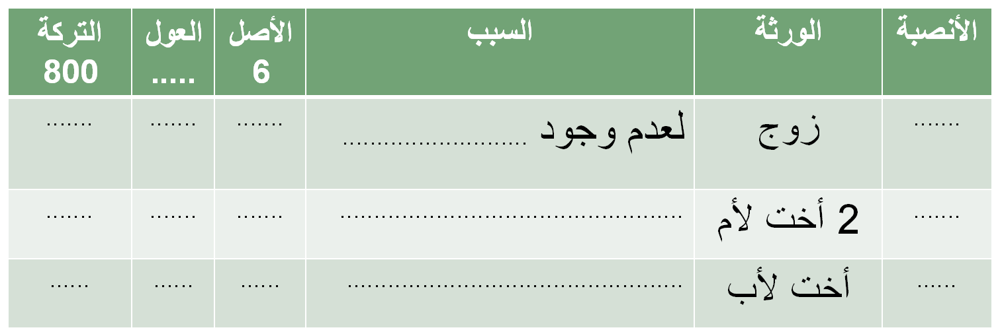 الأنصبة الورثة السبب الأصل 6 العول ..... التركة 800
....... زوج لعدم وجود .......................... ....... ....... .......
....... 2 أخت لأم ................................................. ....... ....... .......
...... أخت لأب ................................................ ...... ...... ......